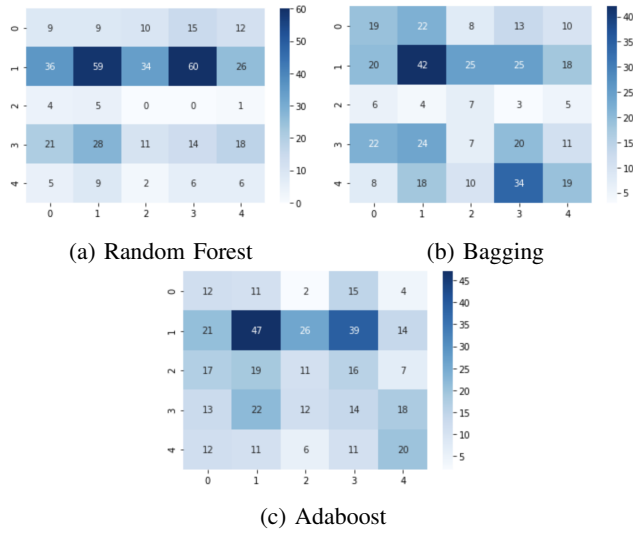 0 9 9 10 15 12
1 36 59 34 60 26
2 4 5 0 0 1
3 21 28 11 14 18
4 5 9 2 6 6
0 1 2 3 4
60
50
40
30
20
10
0
(a) Random Forest
0 19 22 8 13 10
1 20 42 25 25 18
2 6 4 7 3 5
3 22 24 7 20 11
4 8 18 10 34 19
0 1 2 3 4
40
35
30
25
20
15
10
5
(b) Bagging
0 12 11 2 15 4
1 21 47 26 39 14
2 17 19 11 16 7
3 13 22 12 14 18
4 12 11 6 11 20
0 1 2 3 4
45
40
35
30
25
20
15
10
5
(c) Adaboost